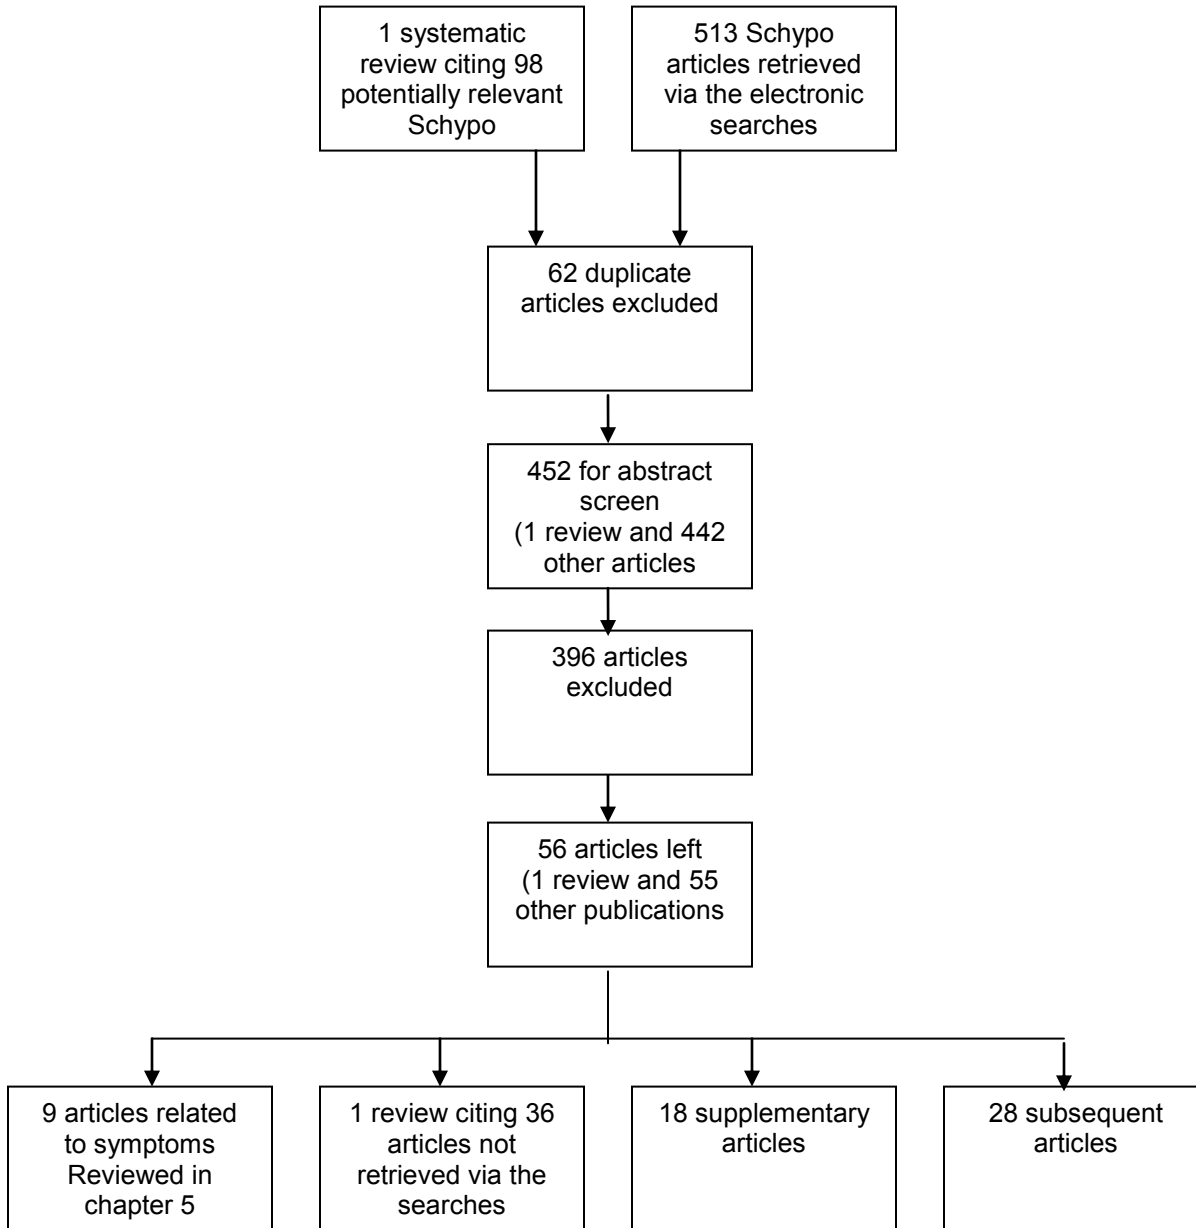 1 systematic
review citing 98
potentially relevant
Schypo
513 Schypo
articles retrieved
via the electronic
searches
62 duplicate
articles excluded
452 for abstract
screen
(1 review and 442
other articles
396 articles
excluded
56 articles left
(1 review and 55
other publications
9 articles related
to symptoms
Reviewed in
chapter 5
1 review citing 36
articles not
retrieved via the
searches
18 supplementary
articles
28 subsequent
articles